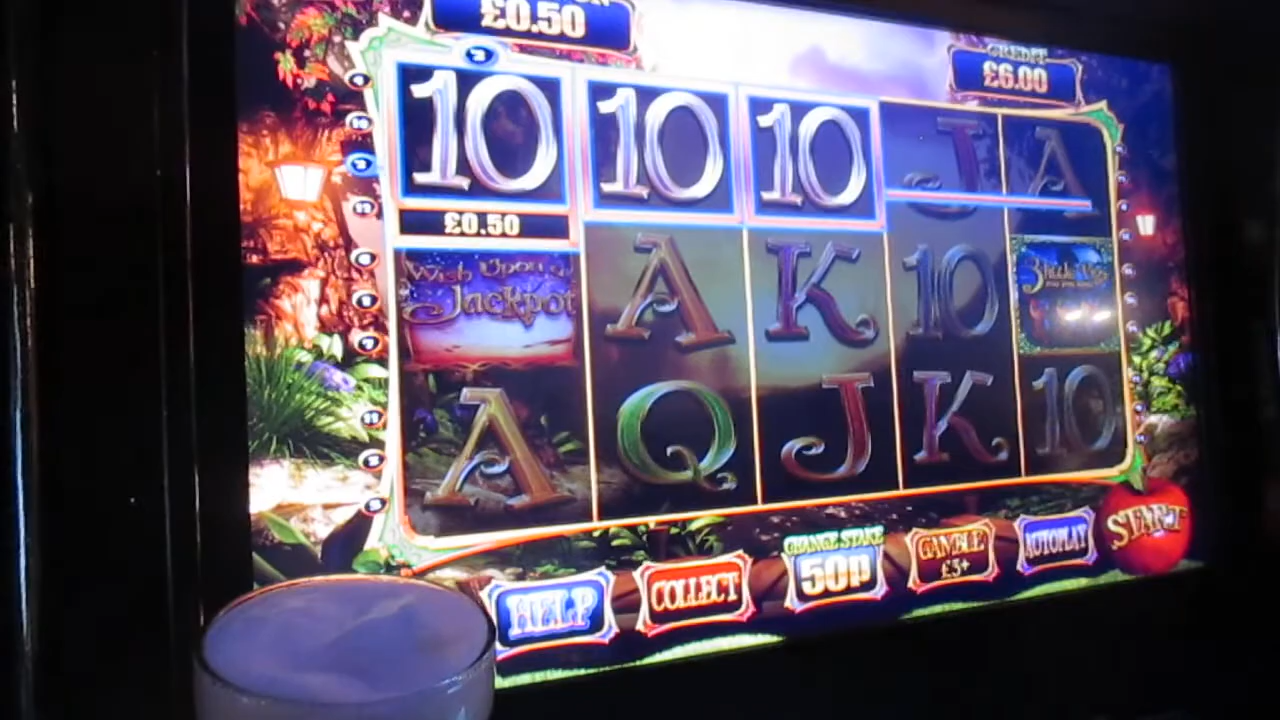 £0.50
CREDIT
£6.00
10 10 10 J A
£0.50
Wish Upon a
Jackpot
A K 10
A Q J K 10
CHANGE STAKE
50p
HELP
COLLECT
GAMBLE
£5+
AUTOPLAY
START